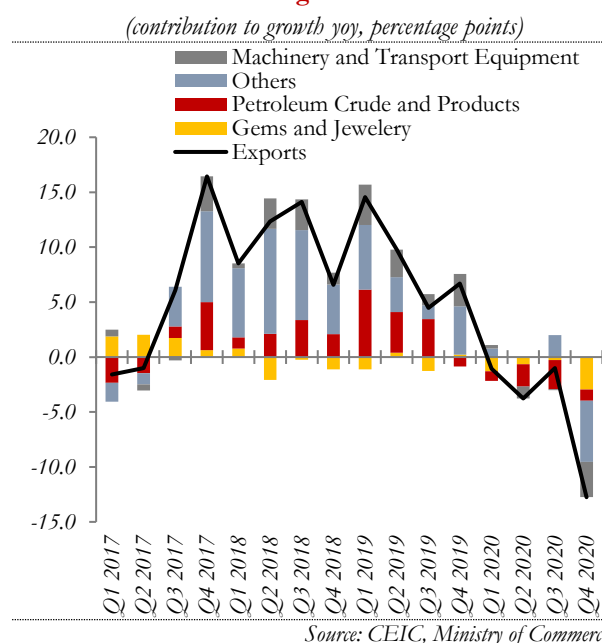 (contribution to growth yoy, percentage points)
Machinery and Transport Equipment
Others
Petroleum Crude and Products
Gems and Jewelery
Exports
20.0
15.0
10.0
5.0
0.0
-5.0
-10.0
-15.0
Q1 2017
Q2 2017
Q3 2017
Q4 2017
Q1 2018
Q2 2018
Q3 2018
Q4 2018
Q1 2019
Q2 2019
Q3 2019
Q4 2019
Q1 2020
Q2 2020
Q3 2020
Q4 2020
Source: CEIC, Ministry of Commerc